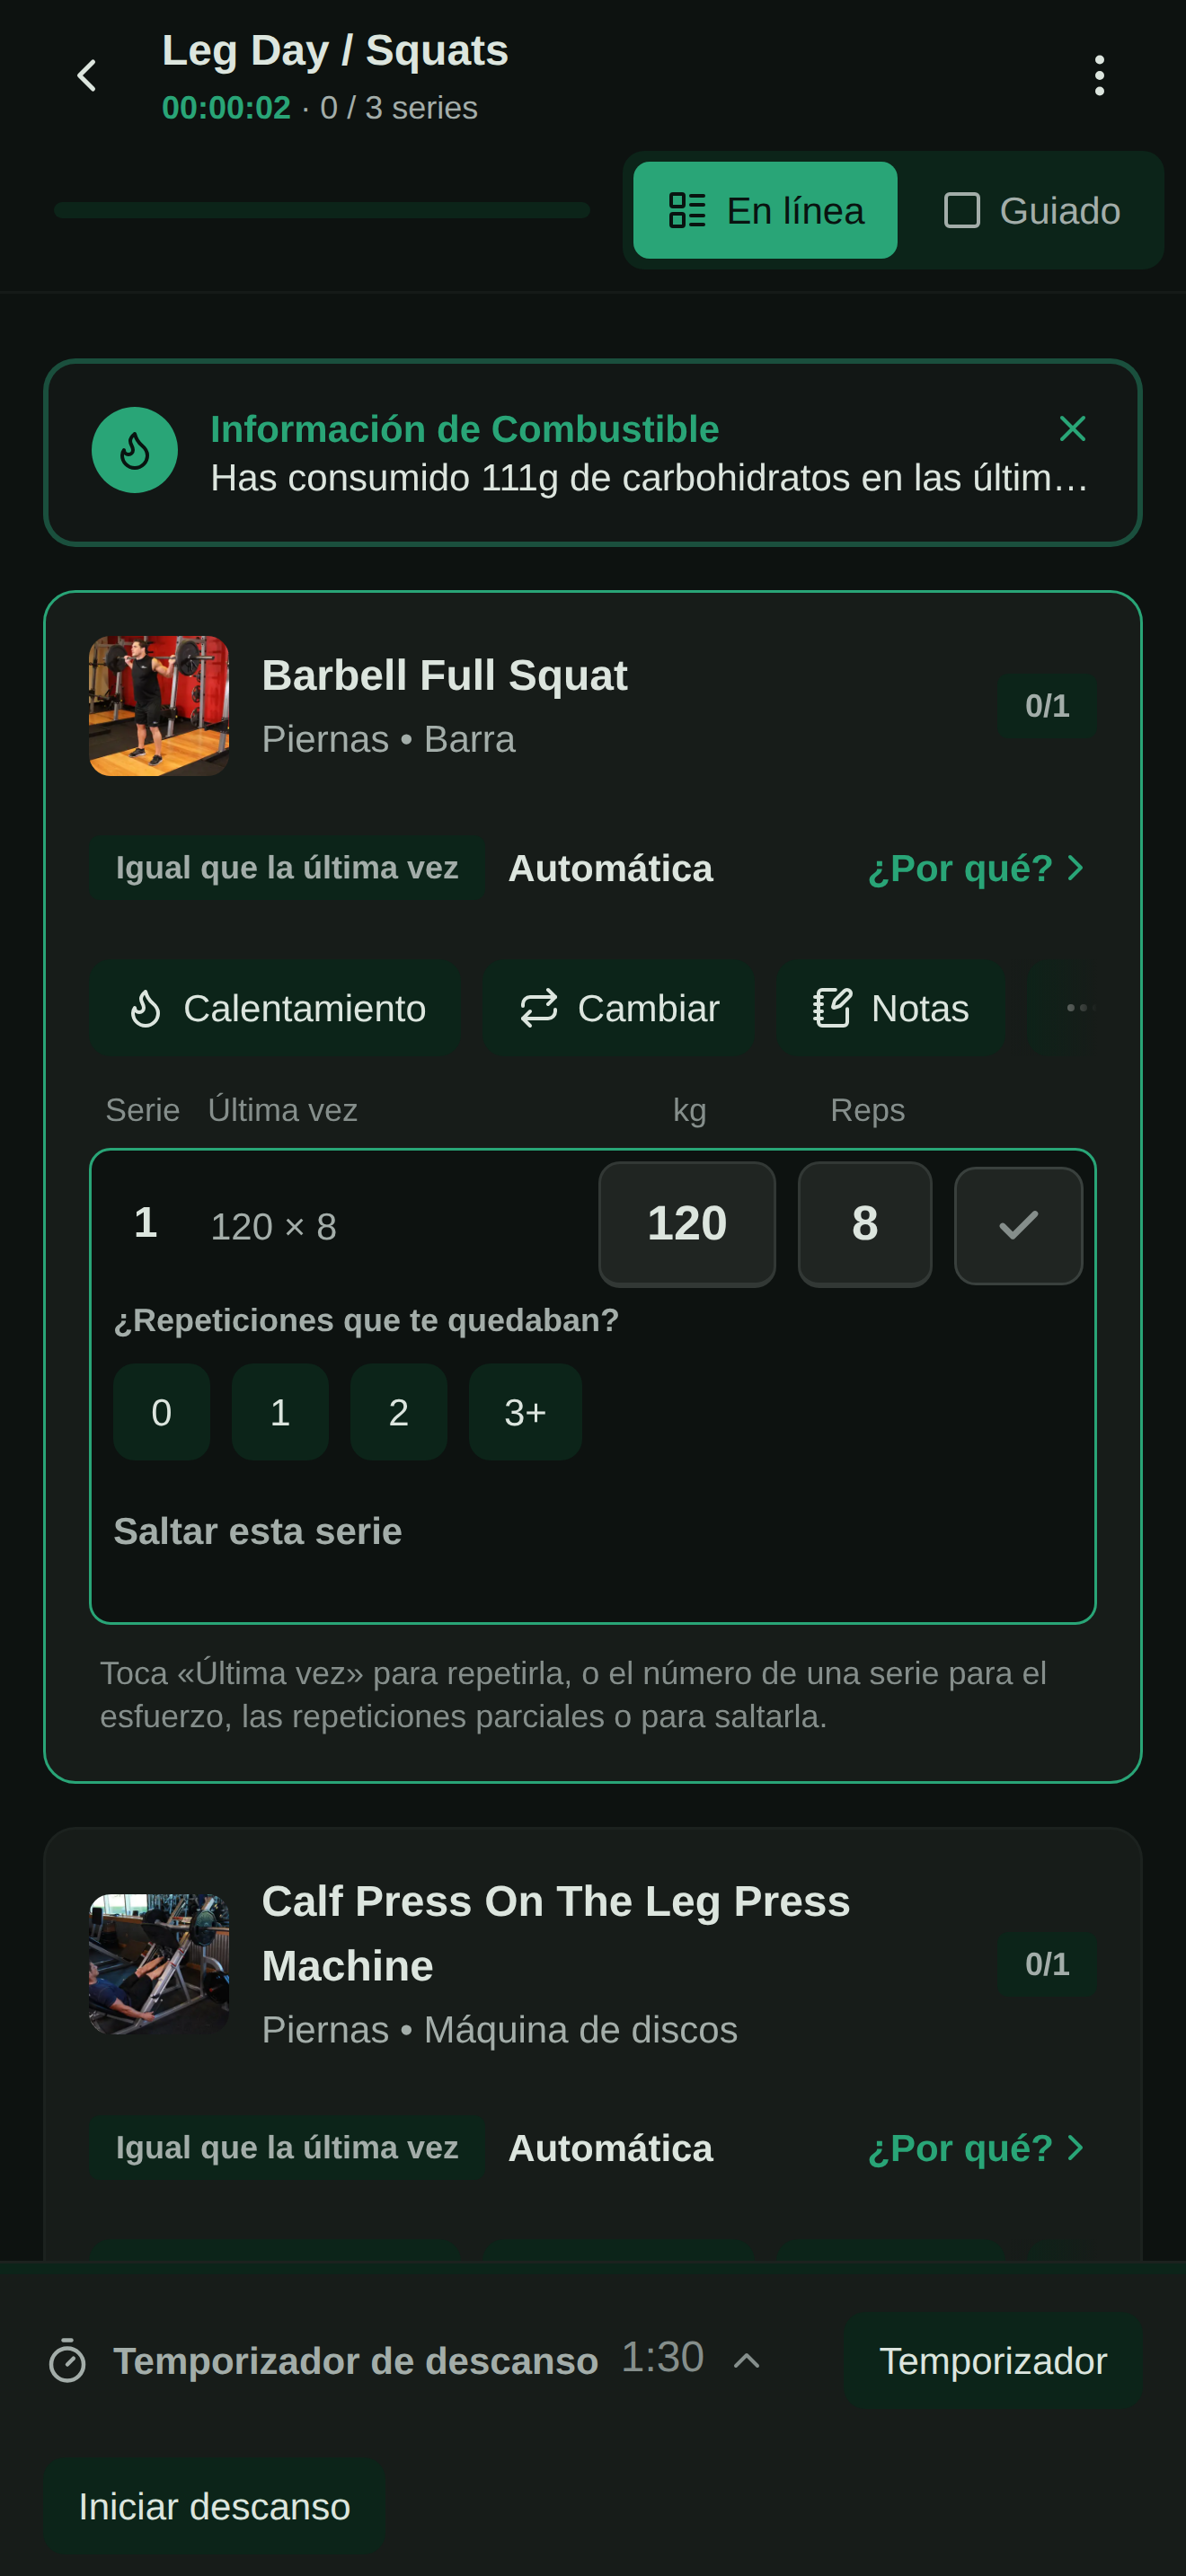 Leg Day / Squats
00:00:02 · 0 / 3 series
En línea
Guiado
Información de Combustible
Has consumido 111g de carbohidratos en las últim…
Barbell Full Squat
Piernas • Barra
0/1
Igual que la última vez
Automática
¿Por qué?
Calentamiento
Cambiar
Notas
Serie
Última vez
kg
Reps
1
120 × 8
120
8
¿Repeticiones que te quedaban?
0
1
2
3+
Saltar esta serie
Toca «Última vez» para repetirla, o el número de una serie para el
esfuerzo, las repeticiones parciales o para saltarla.
Calf Press On The Leg Press
Machine
Piernas • Máquina de discos
0/1
Igual que la última vez
Automática
¿Por qué?
Temporizador de descanso 1:30
Temporizador
Iniciar descanso